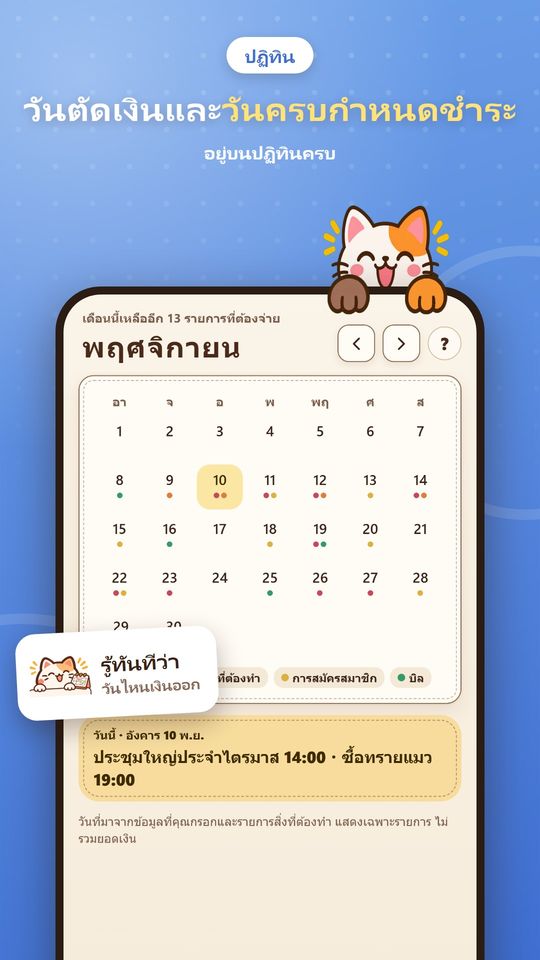 ปฏิทิน
วันตัดเงินและวันครบกำหนดชำระ
อยู่บนปฏิทินครบ
เดือนนี้เหลืออีก 13 รายการที่ต้องจ่าย
พฤศจิกายน
?
อา จ อ พ พฤ ศ ส
1 2 3 4 5 6 7
8 9 10 11 12 13 14
15 16 17 18 19 20 21
22 23 24 25 26 27 28
29 30
รู้ทันทีว่า
วันไหนเงินออก
ที่ต้องทำ การสมัครสมาชิก บิล
วันนี้ · อังคาร 10 พ.ย.
ประชุมใหญ่ประจำไตรมาส 14:00 · ซื้อทรายแมว
19:00
วันที่มาจากข้อมูลที่คุณกรอกและรายการสิ่งที่ต้องทำ แสดงเฉพาะรายการ ไม่
รวมยอดเงิน